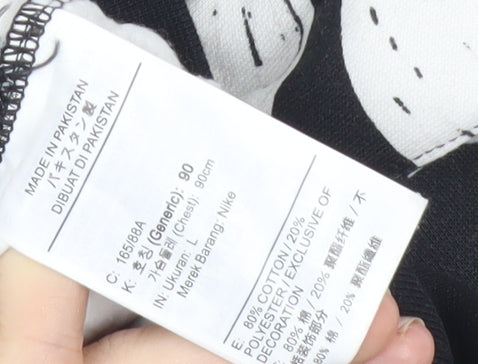 MADE IN PAKISTAN
パキスタン製
DIBUAT DI PAKISTAN
C: 165/88A
K: 호칭 (Generic): 90
가슴둘레 (Chest): 90cm
IN: Ukuran: L
Merek Barang: Nike
E: 80% COTTON / 20%
POLYESTER / EXCLUSIVE OF
DECORATION
80% 棉 / 20% 聚酯纤维 / 不
括装饰部分
80% 棉 / 20% 聚酯纖維